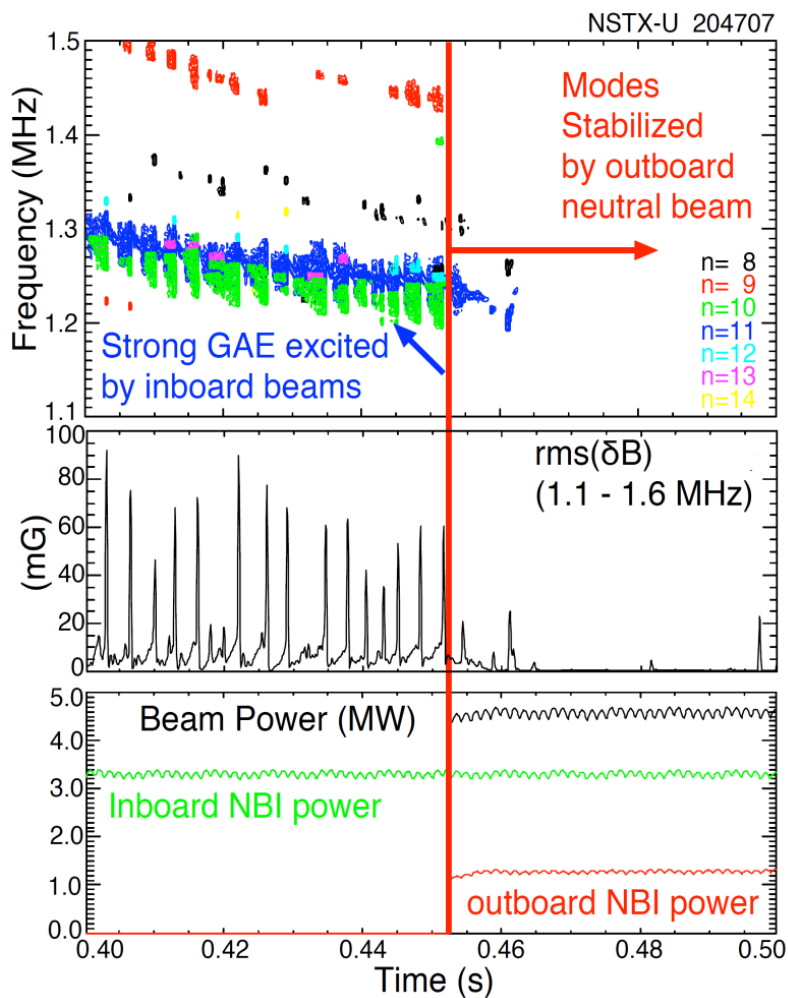 NSTX-U 204707
1.5
1.4
1.3
1.2
1.1
Frequency (MHz)
Modes
Stabilized
by outboard
neutral beam
n= 8
n= 9
n=10
n=11
n=12
n=13
n=14
Strong GAE excited
by inboard beams
100
80
60
40
20
0
(mG)
rms(δB)
(1.1 - 1.6 MHz)
5.0
4.0
3.0
2.0
1.0
0.0
Beam Power (MW)
Inboard NBI power
outboard NBI power
0.40
0.42
0.44
0.46
0.48
0.50
Time (s)